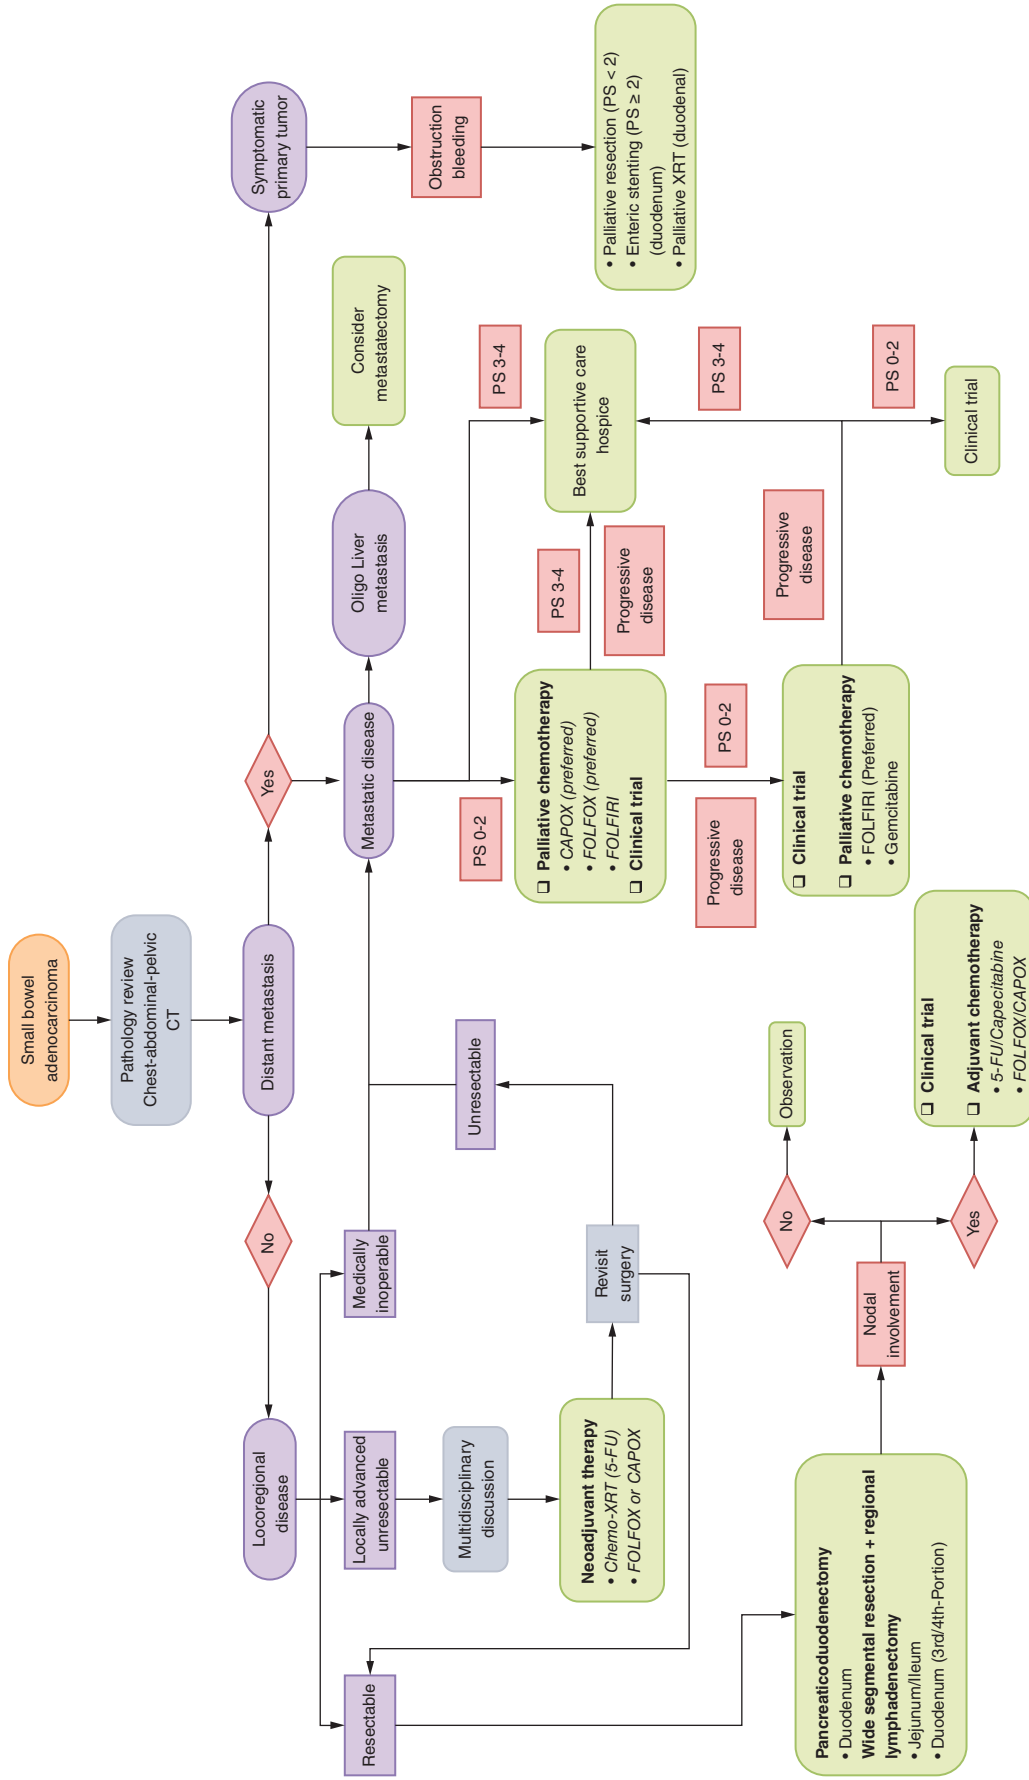 Small bowel
adenocarcinoma
Pathology review
Chest-abdominal-pelvic
CT
Distant metastasis
No
Yes
Locoregional
disease
Symptomatic
primary tumor
Resectable
Locally advanced
unresectable
Medically
inoperable
Metastatic disease
Oligo Liver
metastasis
Consider
metastatectomy
Obstruction
bleeding
Multidisciplinary
discussion
Unresectable
PS 0-2
PS 3-4
Neoadjuvant therapy
• Chemo-XRT (5-FU)
• FOLFOX or CAPOX
Revisit
surgery
❑ Palliative chemotherapy
• CAPOX (preferred)
• FOLFOX (preferred)
• FOLFIRI
❑ Clinical trial
PS 3-4
Progressive
disease
Best supportive care
hospice
• Palliative resection (PS < 2)
• Enteric stenting (PS ≥ 2)
(duodenum)
• Palliative XRT (duodenal)
Progressive
disease
PS 0-2
PS 3-4
❑ Clinical trial
❑ Palliative chemotherapy
• FOLFIRI (Preferred)
• Gemcitabine
Progressive
disease
PS 0-2
Clinical trial
Pancreaticoduodenectomy
• Duodenum
Wide segmental resection + regional
lymphadenectomy
• Jejunum/Ileum
• Duodenum (3rd/4th-Portion)
Nodal
involvement
No
Observation
Yes
❑ Clinical trial
❑ Adjuvant chemotherapy
• 5-FU/Capecitabine
• FOLFOX/CAPOX